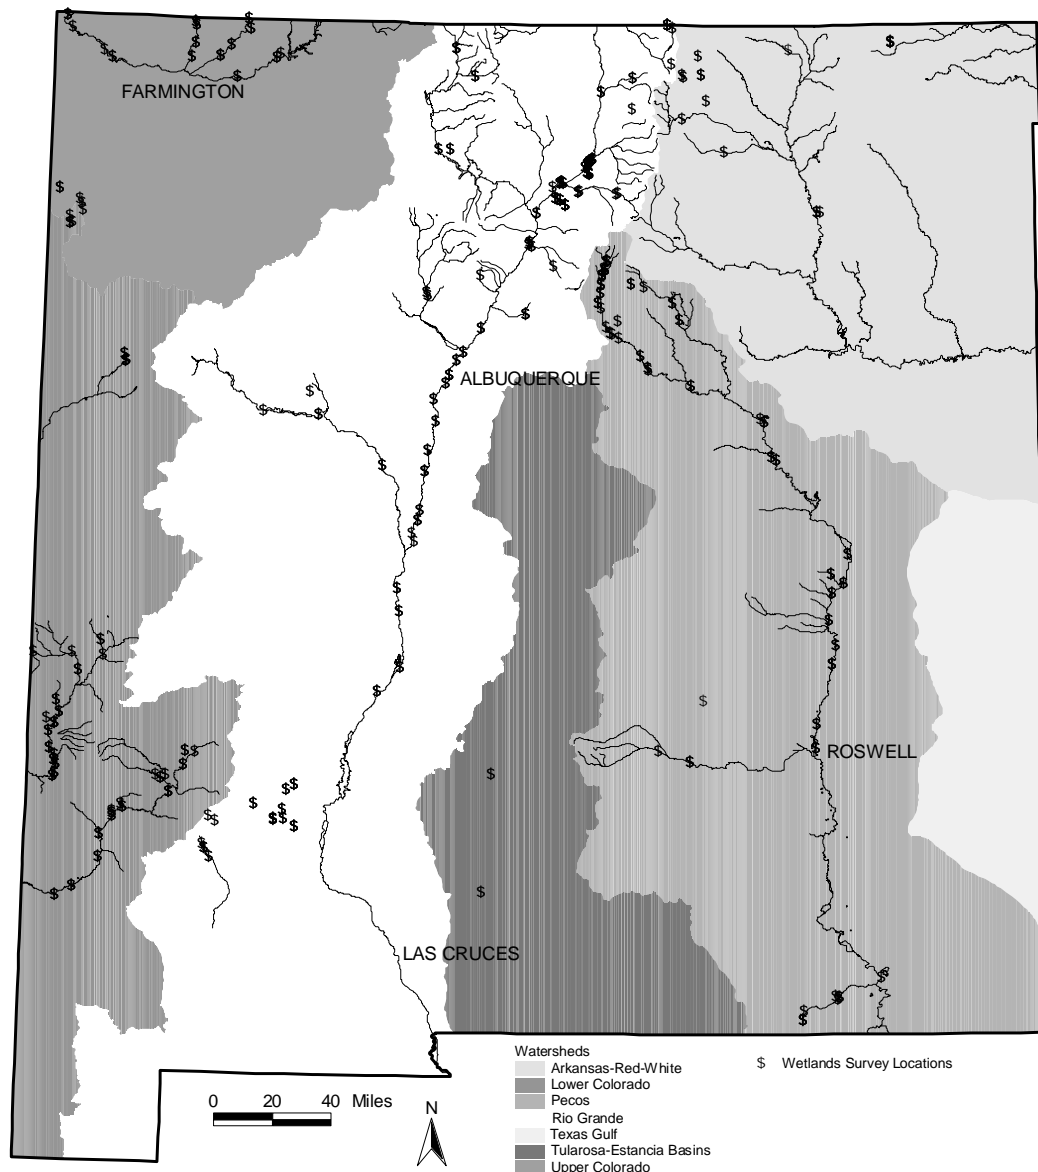 FARMINGTON
ALBUQUERQUE
ROSWELL
LAS CRUCES
Watersheds
Arkansas-Red-White
Lower Colorado
Pecos
Rio Grande
Texas Gulf
Tularosa-Estancia Basins
Upper Colorado
$ Wetlands Survey Locations
0 20 40 Miles
N